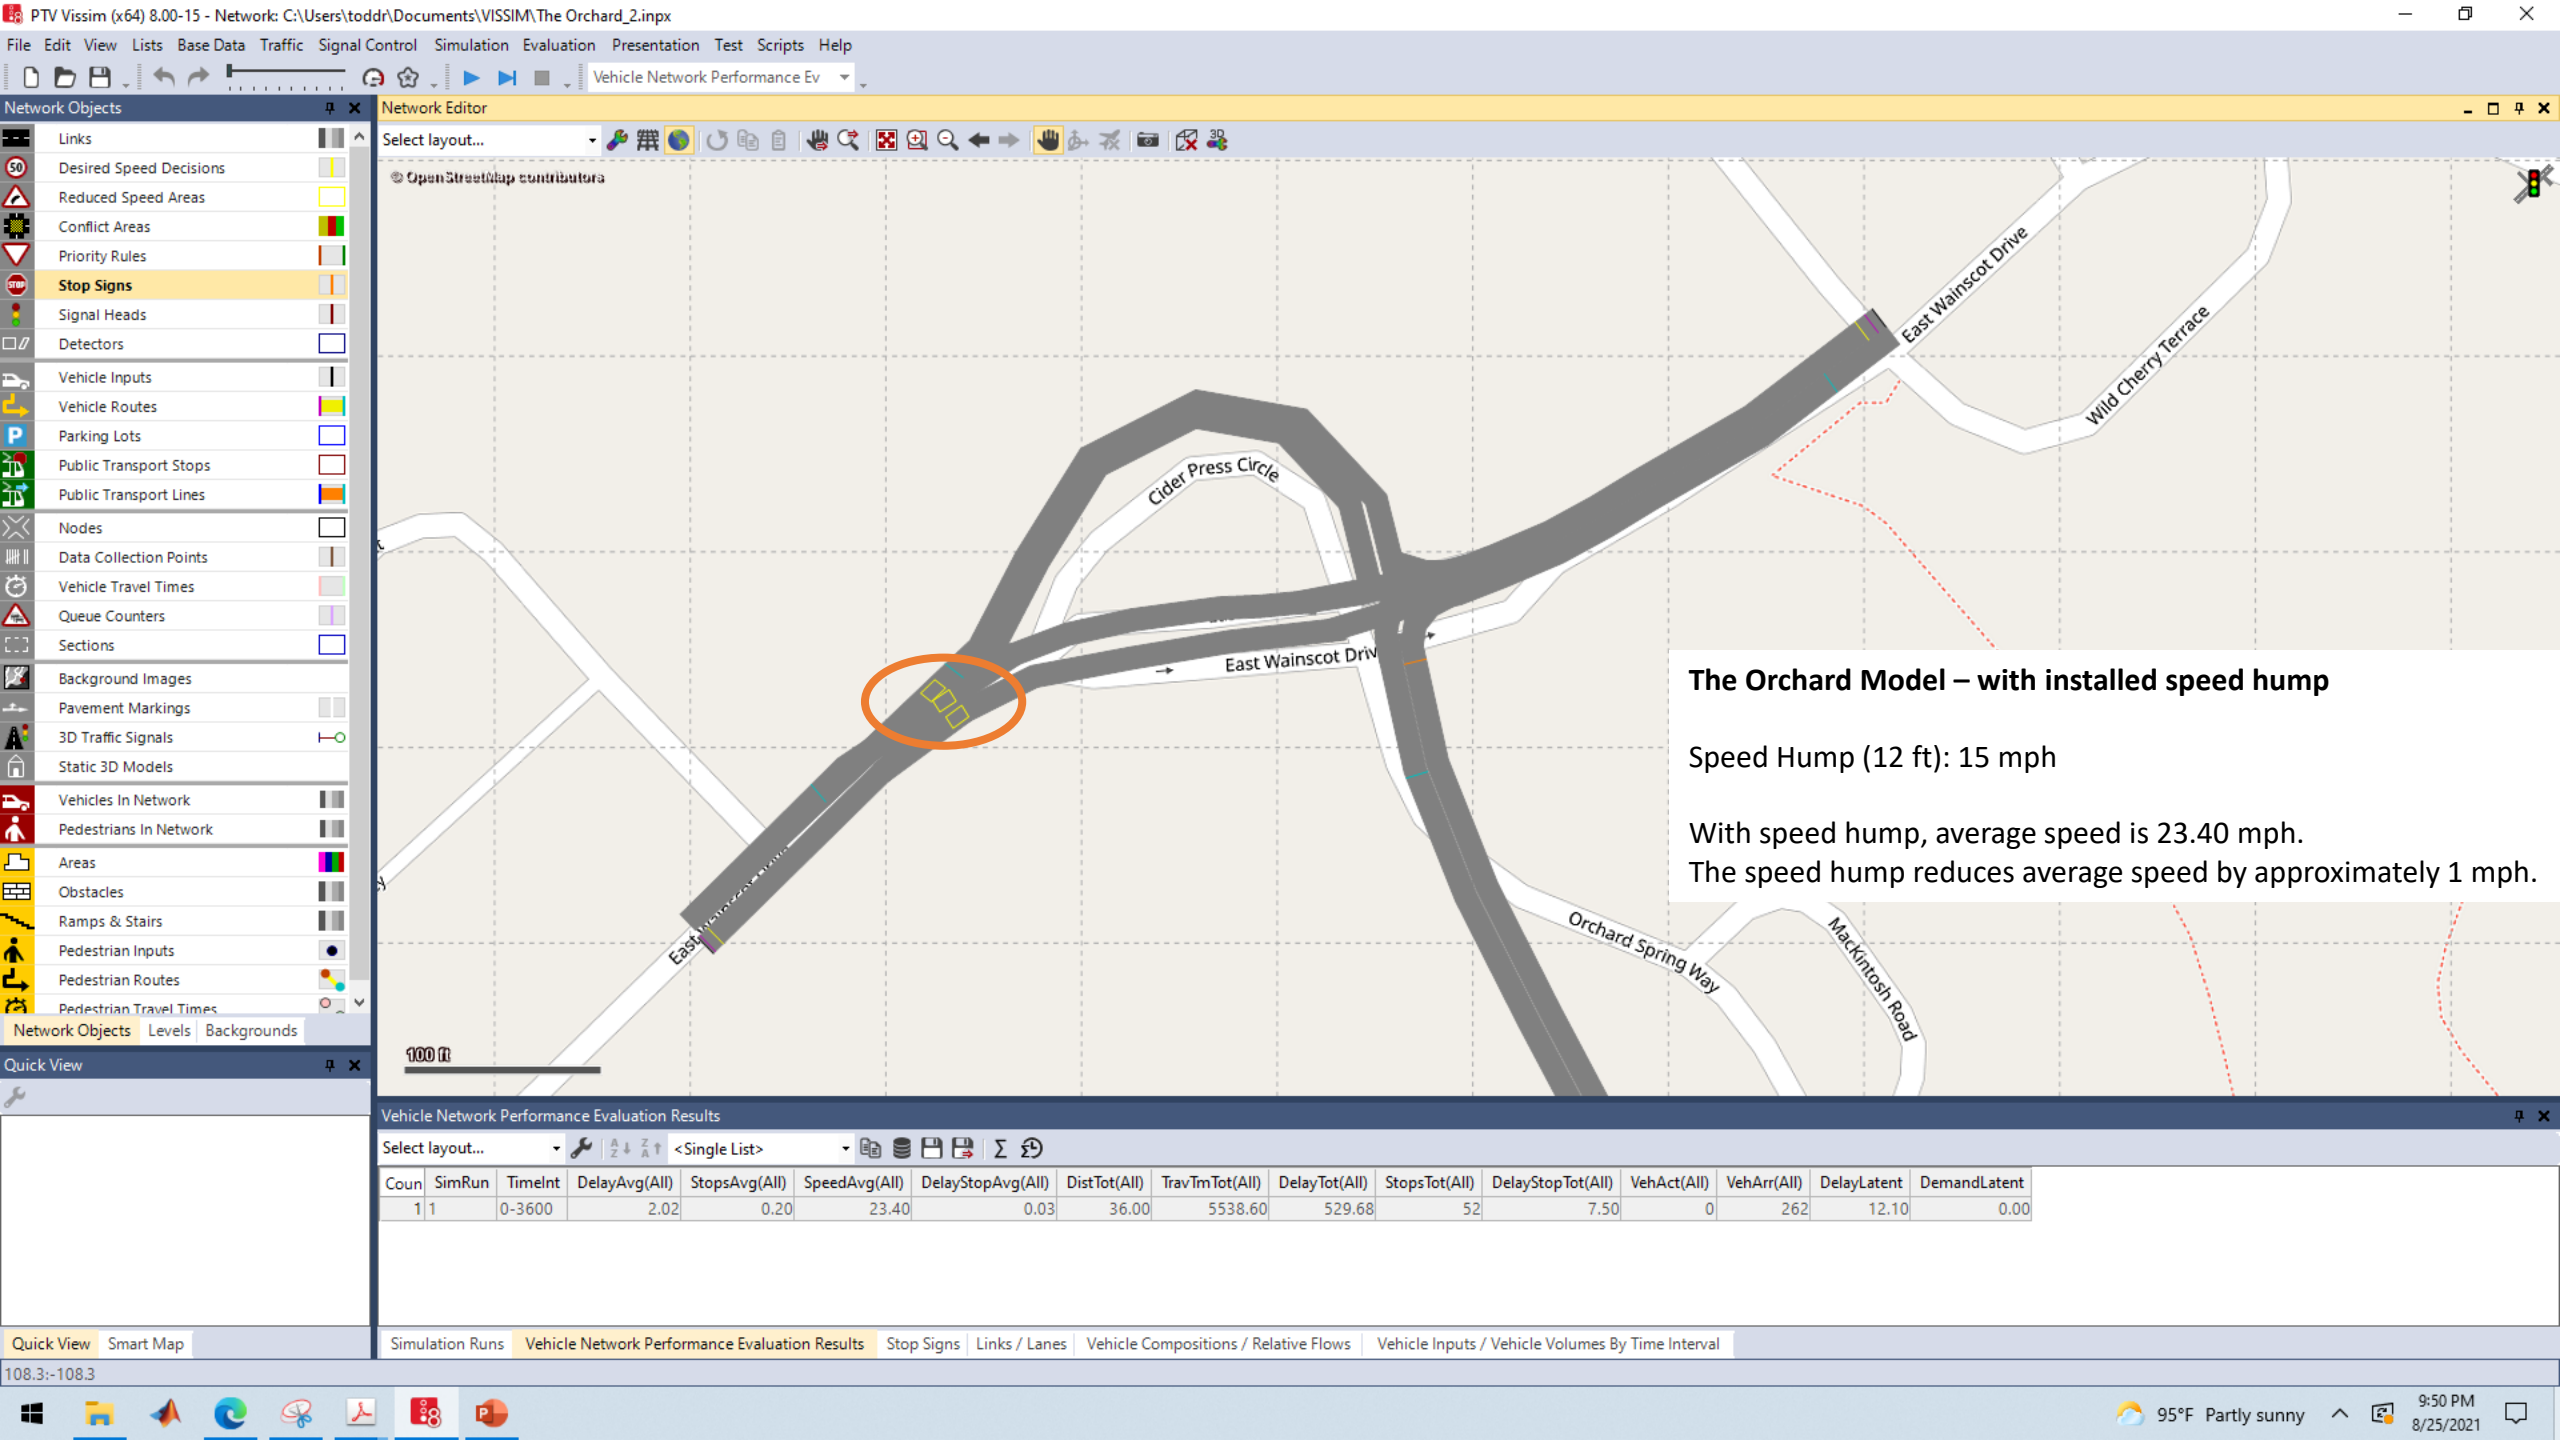 PTV Vissim (x64) 8.00-15 - Network: C:\Users\toddr\Documents\VISSIM\The Orchard_2.inpx
File Edit View Lists Base Data Traffic Signal Control Simulation Evaluation Presentation Test Scripts Help
Vehicle Network Performance Ev
Network Objects
Links
50 Desired Speed Decisions
Reduced Speed Areas
Conflict Areas
Priority Rules
STOP Stop Signs
Signal Heads
Detectors
Vehicle Inputs
Vehicle Routes
P Parking Lots
Public Transport Stops
Public Transport Lines
Nodes
Data Collection Points
Vehicle Travel Times
Queue Counters
Sections
Background Images
Pavement Markings
3D Traffic Signals
Static 3D Models
Vehicles In Network
Pedestrians In Network
Areas
Obstacles
Ramps & Stairs
Pedestrian Inputs
Pedestrian Routes
Pedestrian Travel Times
Network Objects Levels Backgrounds
Quick View
Quick View Smart Map
Network Editor
Select layout...
3D
© OpenStreetMap contributors
East Wainscot Drive
Wild Cherry Terrace
Cider Press Circle
East Wainscot Driv
Orchard Spring Way
MacKintosh Road
100 ft
The Orchard Model – with installed speed hump
Speed Hump (12 ft): 15 mph
With speed hump, average speed is 23.40 mph.
The speed hump reduces average speed by approximately 1 mph.
Vehicle Network Performance Evaluation Results
Select layout... <Single List>
Coun SimRun TimeInt DelayAvg(All) StopsAvg(All) SpeedAvg(All) DelayStopAvg(All) DistTot(All) TravTmTot(All) DelayTot(All) StopsTot(All) DelayStopTot(All) VehAct(All) VehArr(All) DelayLatent DemandLatent
1 1 0-3600 2.02 0.20 23.40 0.03 36.00 5538.60 529.68 52 7.50 0 262 12.10 0.00
Simulation Runs Vehicle Network Performance Evaluation Results Stop Signs Links / Lanes Vehicle Compositions / Relative Flows Vehicle Inputs / Vehicle Volumes By Time Interval
108.3:-108.3
95°F Partly sunny
9:50 PM
8/25/2021